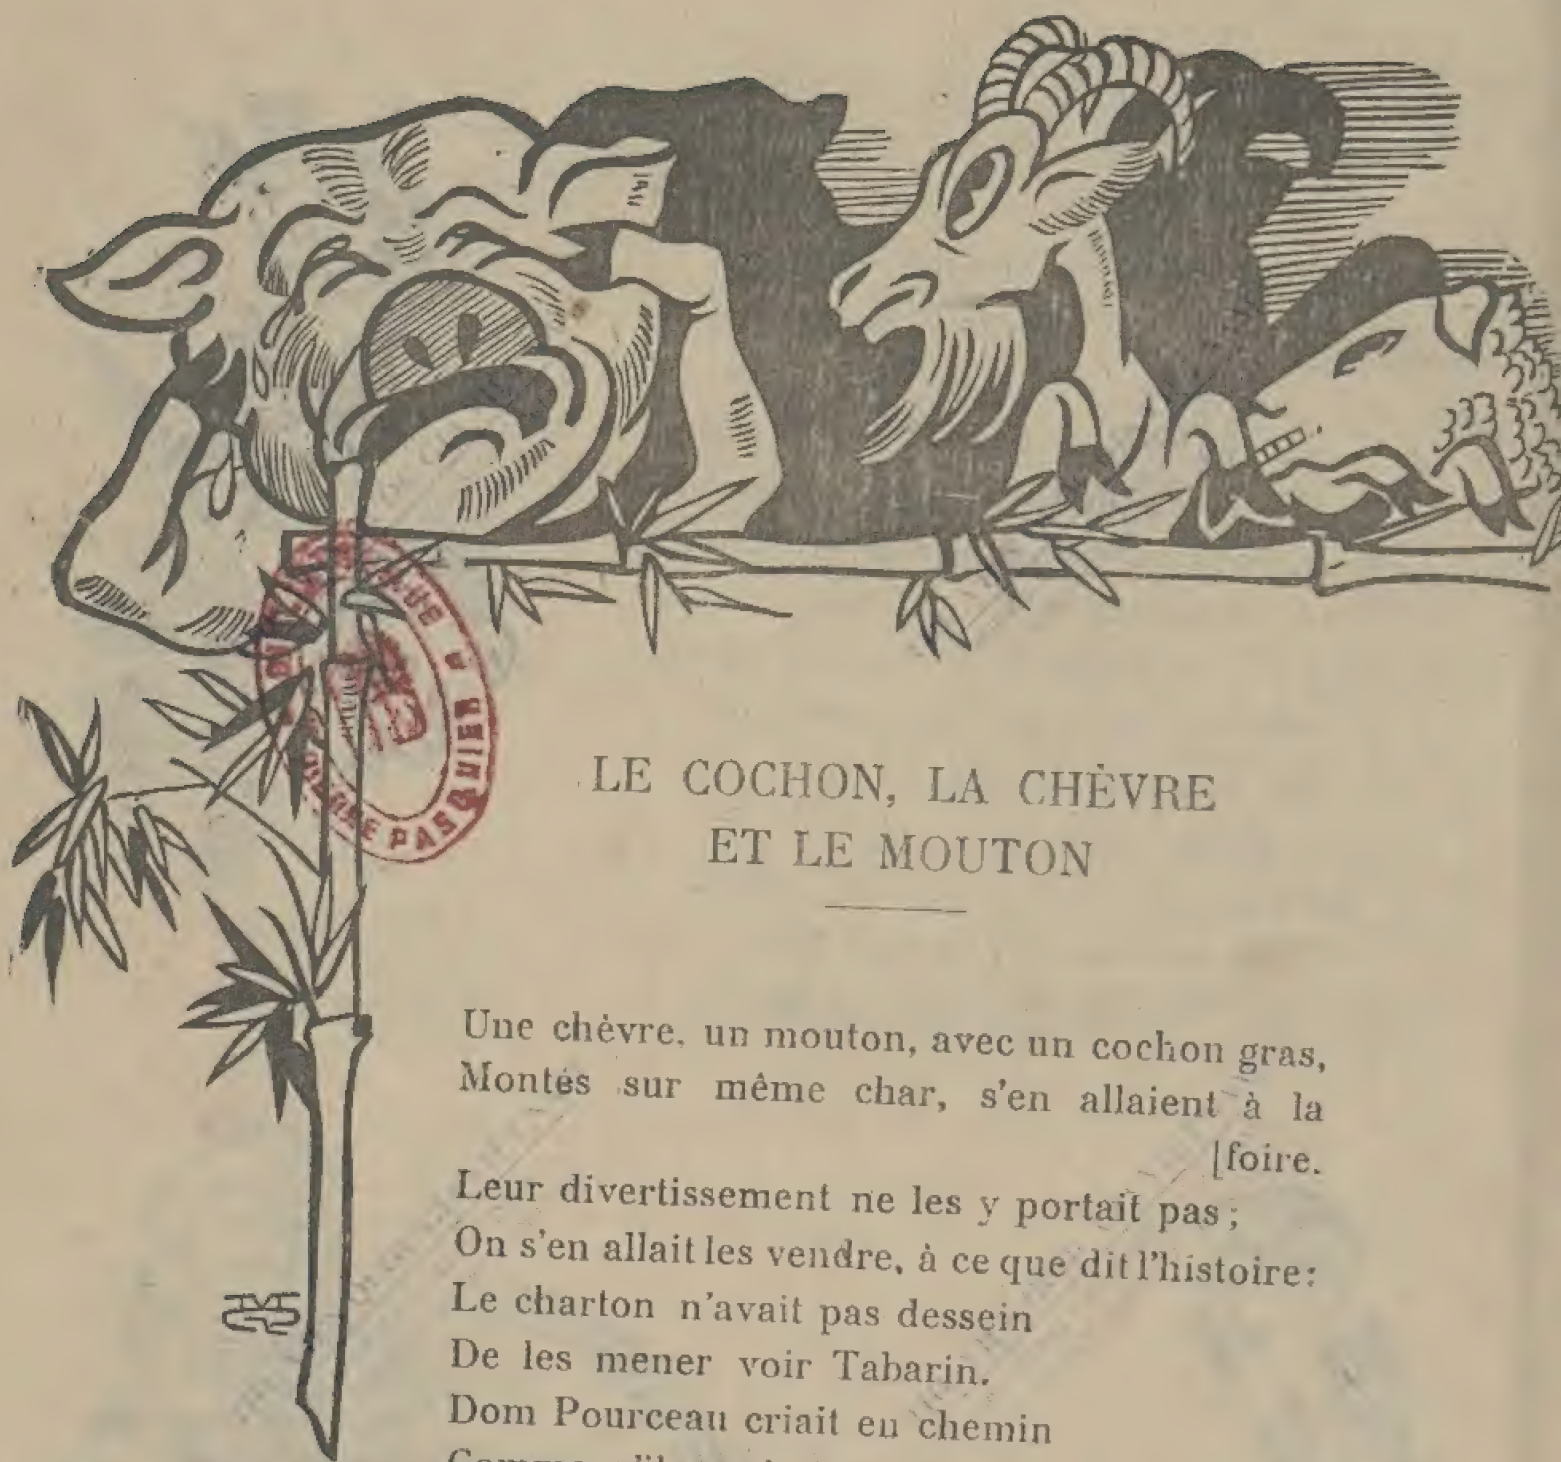 LE COCHON, LA CHÈVRE
ET LE MOUTON
Une chèvre, un mouton, avec un cochon gras,
Montés sur même char, s'en allaient à la
[foire.
Leur divertissement ne les y portait pas;
On s'en allait les vendre, à ce que dit l'histoire:
Le charton n'avait pas dessein
De les mener voir Tabarin.
Dom Pourceau criait en chemin
PASQUIER